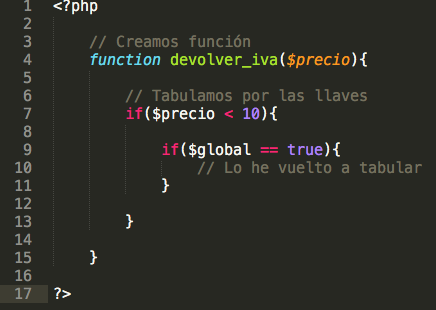 1 <?php
2
3 // Creamos función
4 function devolver_iva($precio){
5
6 // Tabulamos por las llaves
7 if($precio < 10){
8
9 if($global == true){
10 // Lo he vuelto a tabular
11 }
12
13 }
14
15 }
16
17 ?>